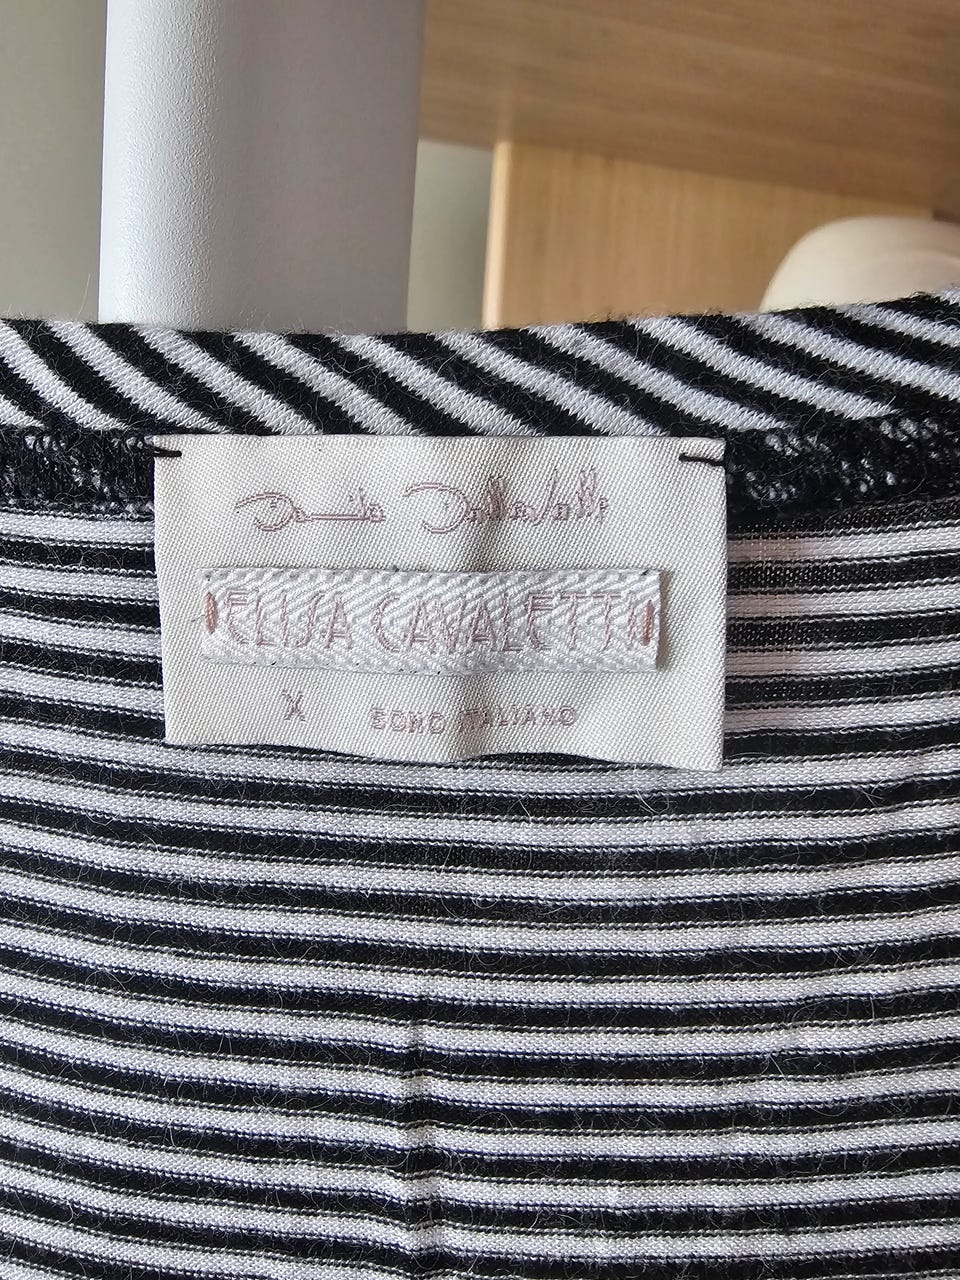 Daniela Dallavalle
ELISA CAVALETTI
X SONO ITALIANO